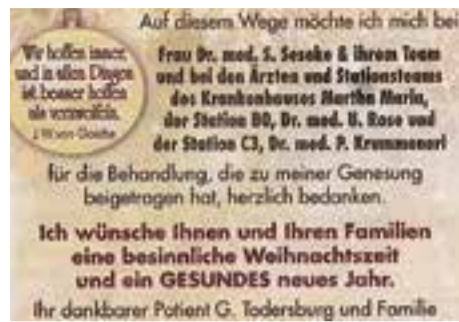 Auf diesem Wege möchte ich mich bei
Wir hoffen immer,
und in allen Dingen
ist besser hoffen
als verzweifeln.
J.W. von Goethe
Frau Dr. med. S. Seseke & ihrem Team
und bei den Ärzten und Stationsteams
des Krankenhauses Martha Maria,
der Station B0, Dr. med. U. Rose und
der Station C3, Dr. med. P.
für die Behandlung, die zu meiner Genesung
beigetragen hat, herzlich bedanken.
Ich wünsche Ihnen und Ihren Familien
eine besinnliche Weihnachtszeit
und ein GESUNDES neues Jahr.
Ihr dankbarer Patient G. Todersburg und Familie